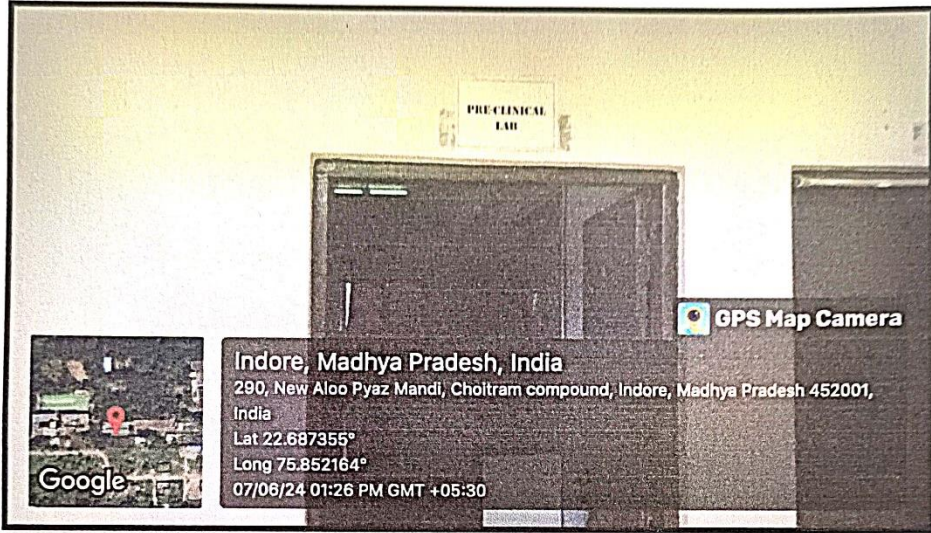 PRE-CLINICAL
LAB
GPS Map Camera
Indore, Madhya Pradesh, India
290, New Aloo Pyaz Mandi, Choitram compound, Indore, Madhya Pradesh 452001,
India
Lat 22.687355°
Long 75.852164°
07/06/24 01:26 PM GMT +05:30
Google